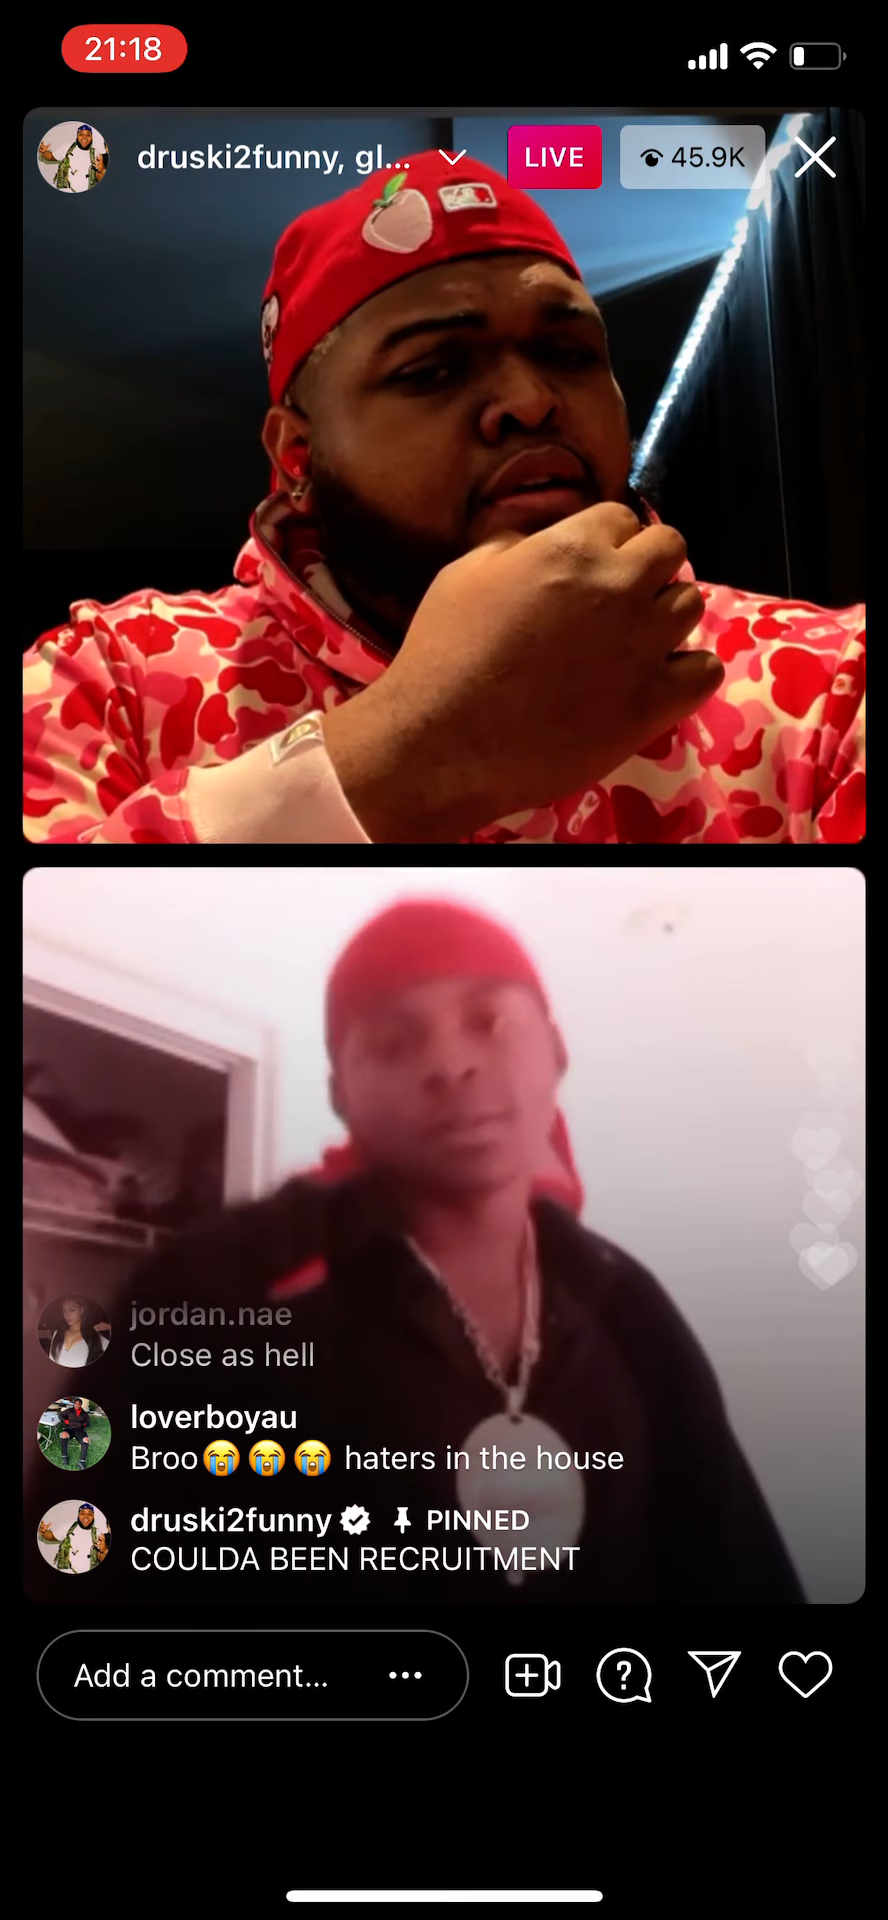 21:18
druski2funny, gl...
LIVE
45.9K
jordan.nae
Close as hell
loverboyau
Broo😭😭😭 haters in the house
druski2funny PINNED
COULDA BEEN RECRUITMENT
Add a comment...